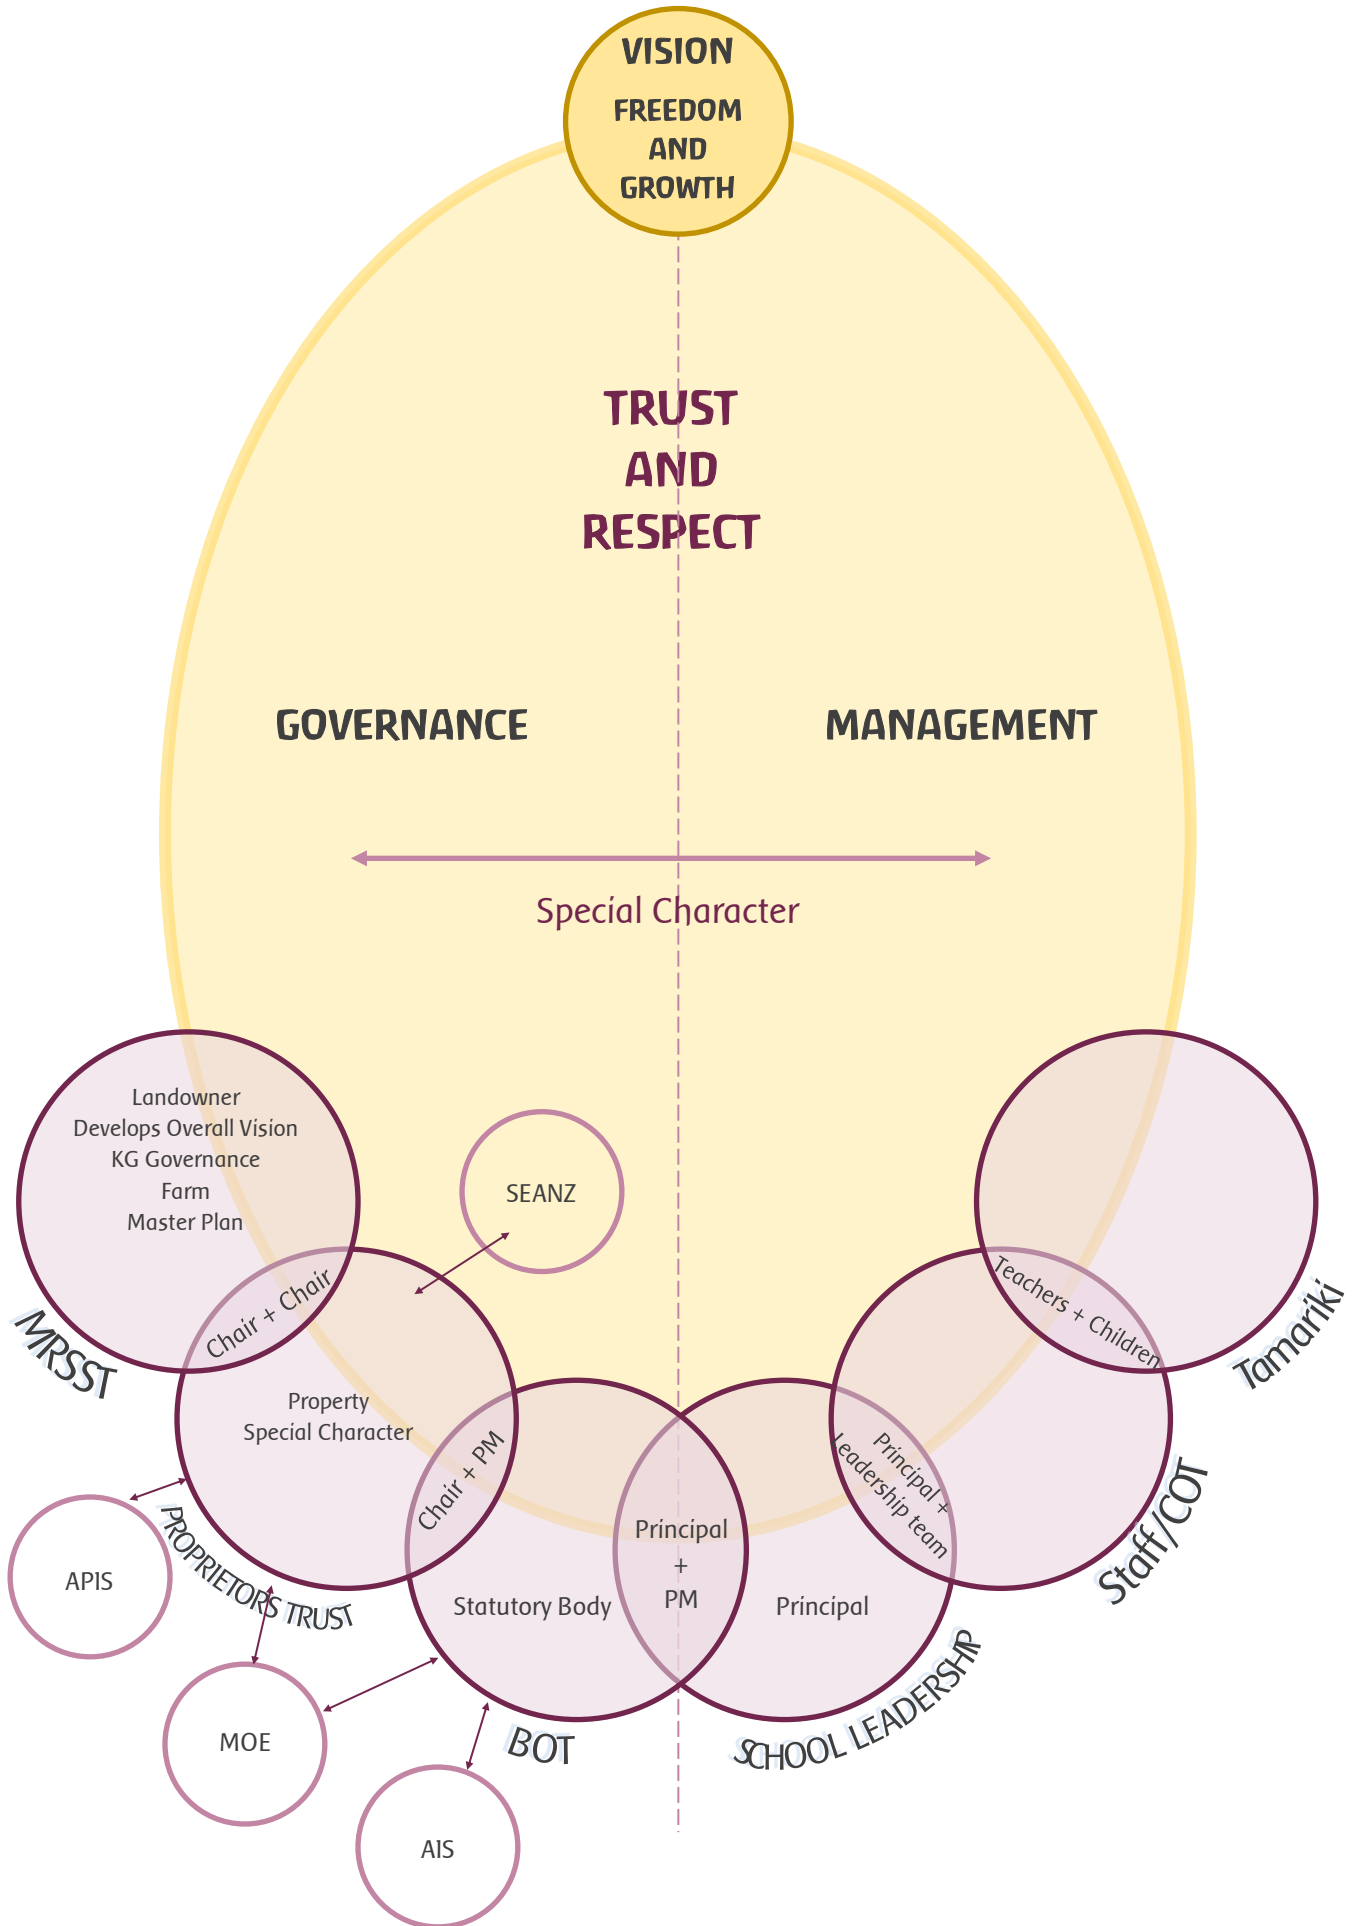 VISION
FREEDOM
AND
GROWTH
TRUST
AND
RESPECT
GOVERNANCE
MANAGEMENT
Special Character
Landowner
Develops Overall Vision
KG Governance
Farm
Master Plan
MRSST
Chair + Chair
SEANZ
Property
Special Character
PROPRIETORS TRUST
Chair + PM
APIS
MOE
AIS
Statutory Body
BOT
Principal
+
PM
Principal
SCHOOL LEADERSHIP
Principal +
Leadership team
Staff/COT
Teachers + Children
Tamariki